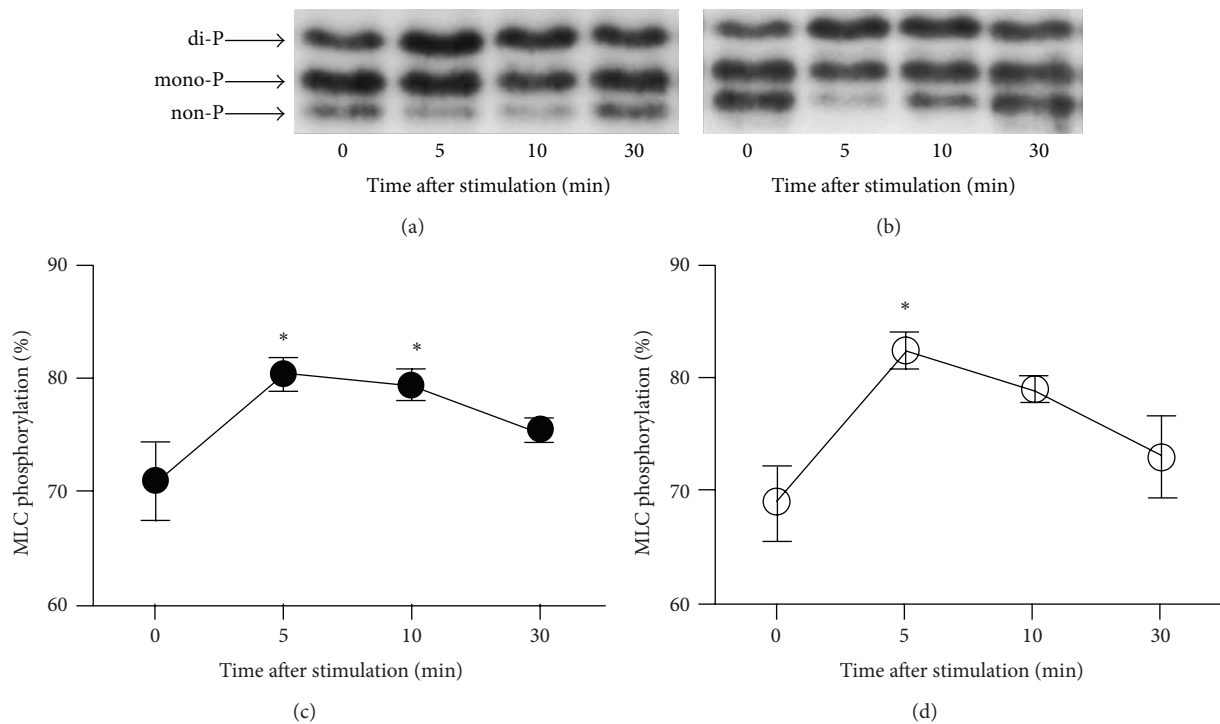 di-P
mono-P
non-P
0 5 10 30
Time after stimulation (min)
(a)
0 5 10 30
Time after stimulation (min)
(b)
MLC phosphorylation (%)
90
80
70
60
* *
0 5 10 30
Time after stimulation (min)
(c)
MLC phosphorylation (%)
90
80
70
60
*
0 5 10 30
Time after stimulation (min)
(d)